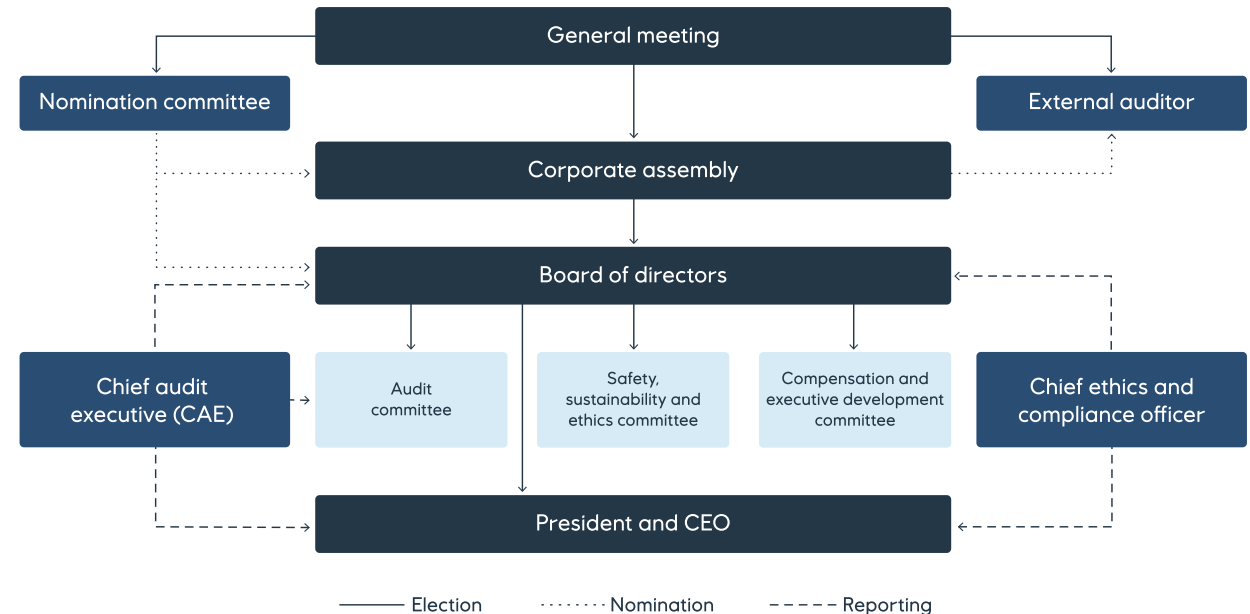 General meeting
Nomination committee
External auditor
Corporate assembly
Board of directors
Chief audit
executive (CAE)
Audit
committee
Safety,
sustainability and
ethics committee
Compensation and
executive development
committee
Chief ethics and
compliance officer
President and CEO
Election
Nomination
Reporting